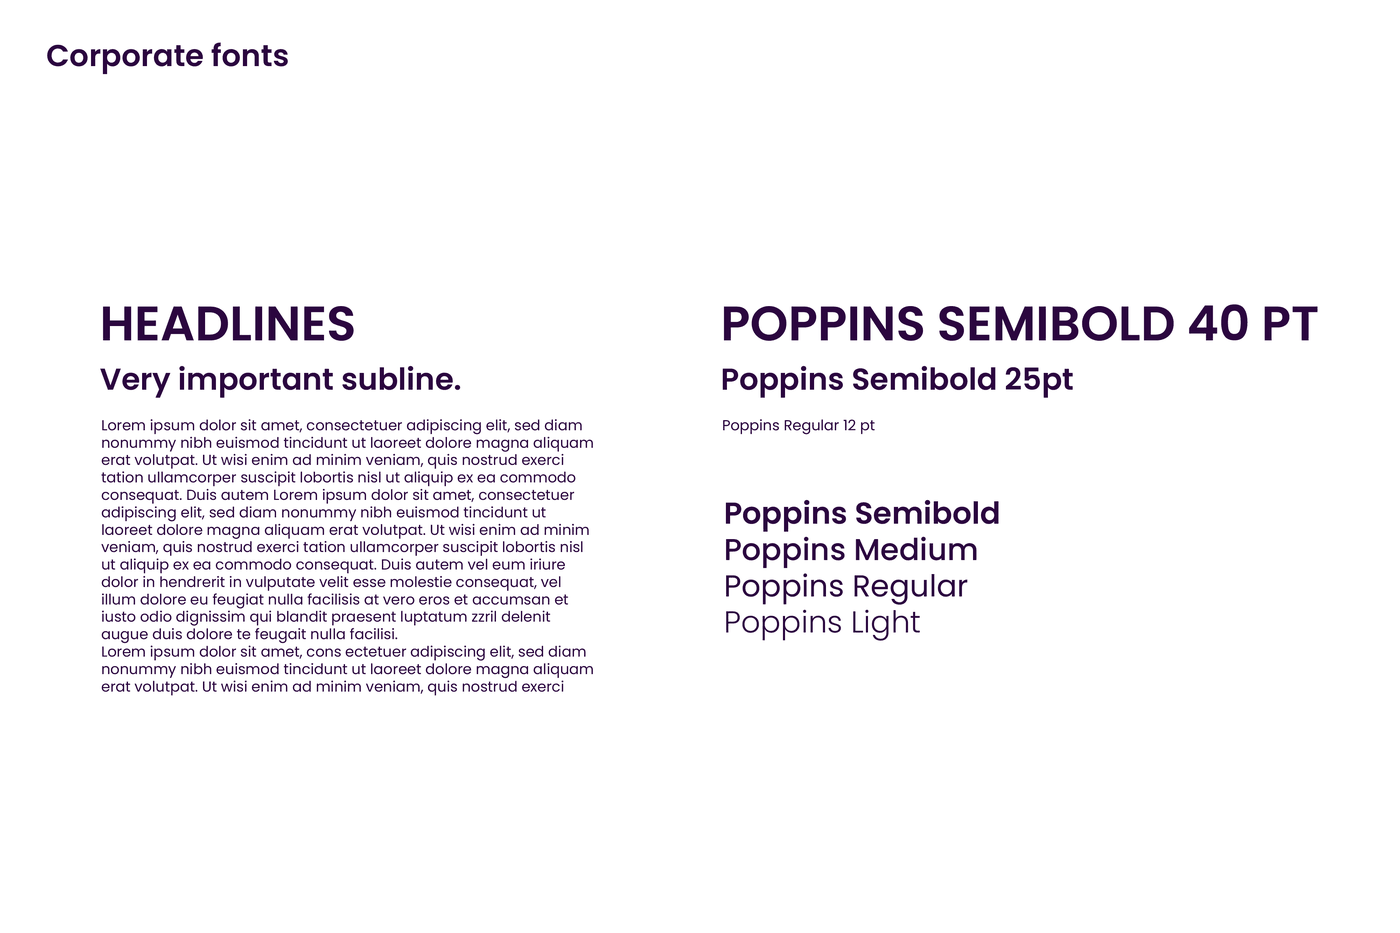 Corporate fonts
HEADLINES
Very important subline.
Lorem ipsum dolor sit amet, consectetuer adipiscing elit, sed diam
nonummy nibh euismod tincidunt ut laoreet dolore magna aliquam
erat volutpat. Ut wisi enim ad minim veniam, quis nostrud exerci
tation ullamcorper suscipit lobortis nisl ut aliquip ex ea commodo
consequat. Duis autem Lorem ipsum dolor sit amet, consectetuer
adipiscing elit, sed diam nonummy nibh euismod tincidunt ut
laoreet dolore magna aliquam erat volutpat. Ut wisi enim ad minim
veniam, quis nostrud exerci tation ullamcorper suscipit lobortis nisl
ut aliquip ex ea commodo consequat. Duis autem vel eum iriure
dolor in hendrerit in vulputate velit esse molestie consequat, vel
illum dolore eu feugiat nulla facilisis at vero eros et accumsan et
iusto odio dignissim qui blandit praesent luptatum zzril delenit
augue duis dolore te feugait nulla facilisi.
Lorem ipsum dolor sit amet, cons ectetuer adipiscing elit, sed diam
nonummy nibh euismod tincidunt ut laoreet dolore magna aliquam
erat volutpat. Ut wisi enim ad minim veniam, quis nostrud exerci
POPPINS SEMIBOLD 40 PT
Poppins Semibold 25pt
Poppins Regular 12 pt
Poppins Semibold
Poppins Medium
Poppins Regular
Poppins Light